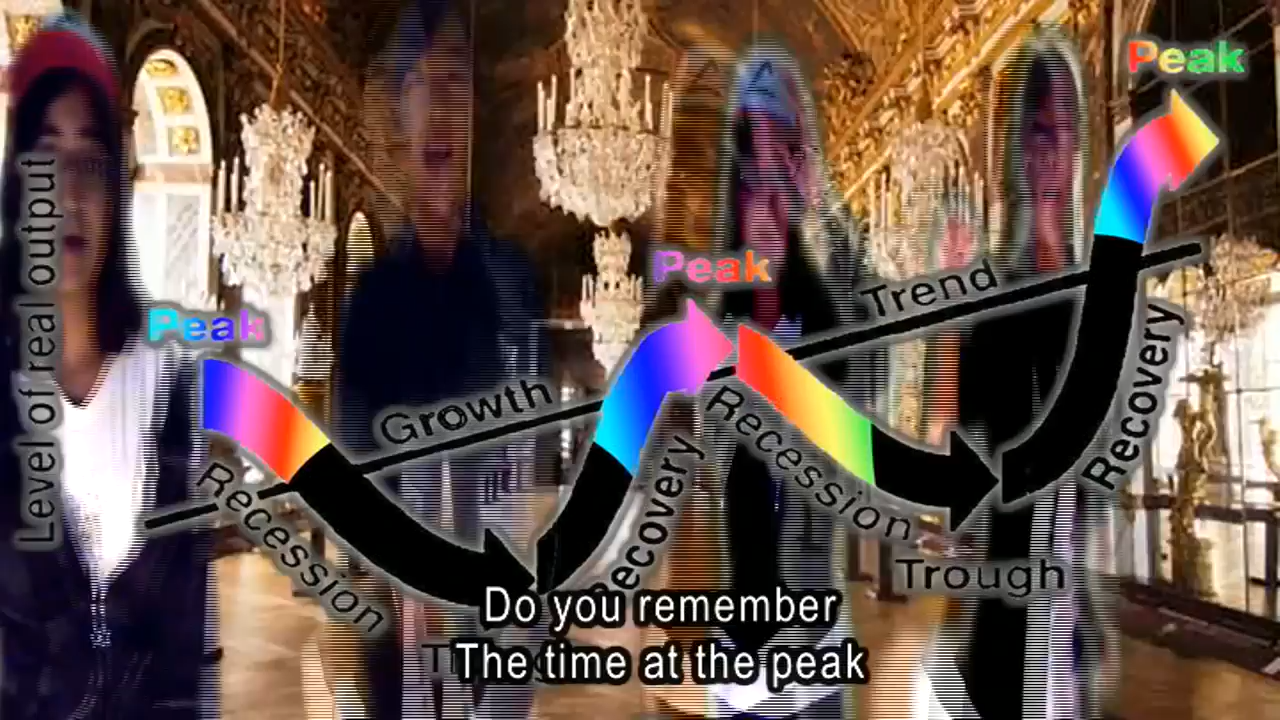 Peak
Level of real output
Peak
Peak
Trend
Growth
Recession
Recovery
Recession
Recovery
Trough
Do you remember
The time at the peak